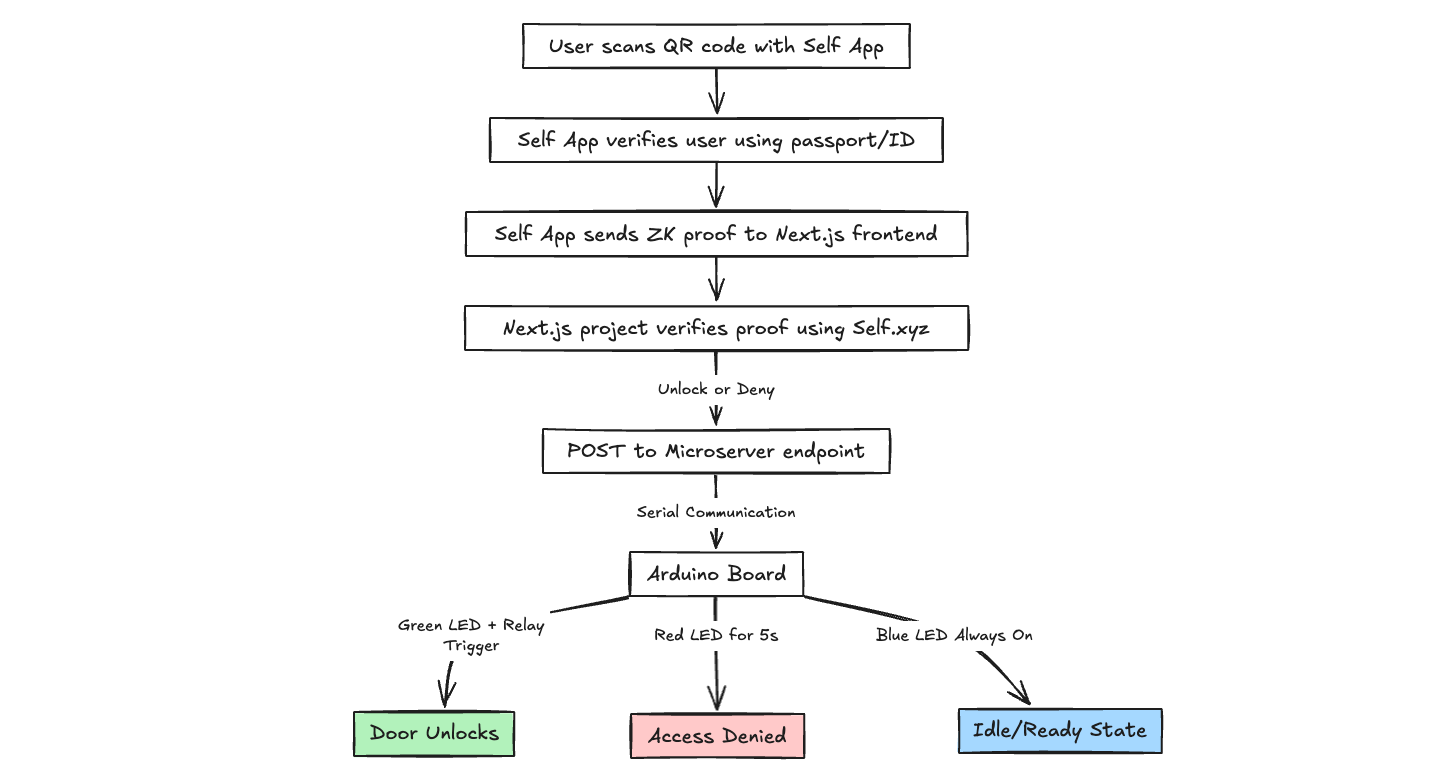 User scans QR code with Self App
Self App verifies user using passport/ID
Self App sends ZK proof to Next.js frontend
Next.js project verifies proof using Self.xyz
Unlock or Deny
POST to Microserver endpoint
Serial Communication
Arduino Board
Green LED + Relay
Trigger
Red LED for 5s
Blue LED Always On
Door Unlocks
Access Denied
Idle/Ready State